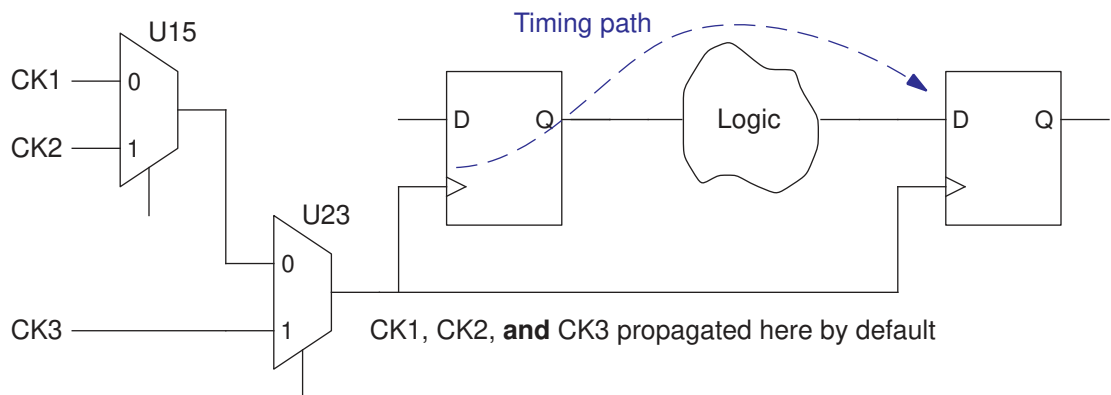 Timing path
U15
CK1
0
CK2
1
D
Q
Logic
D
Q
U23
0
CK3
1
CK1, CK2, and CK3 propagated here by default